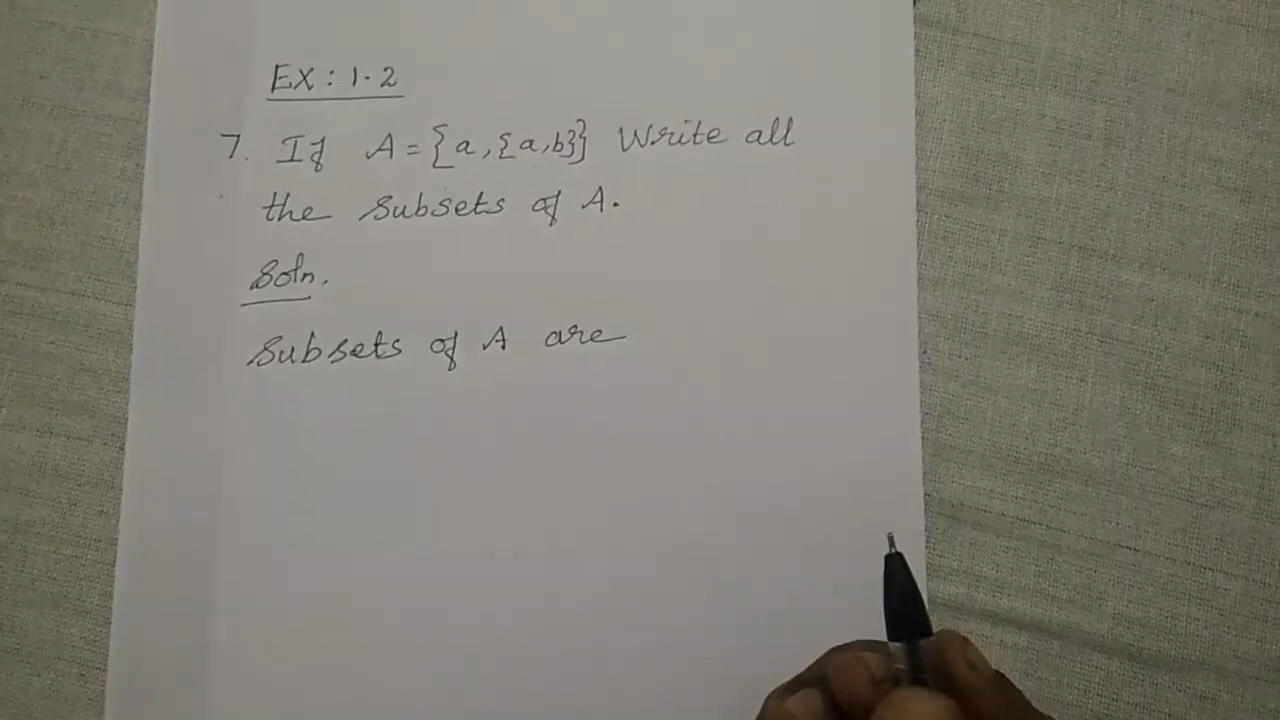 EX : 1.2
7. If A = {a, {a,b}} Write all
the subsets of A.
Soln.
Subsets of A are